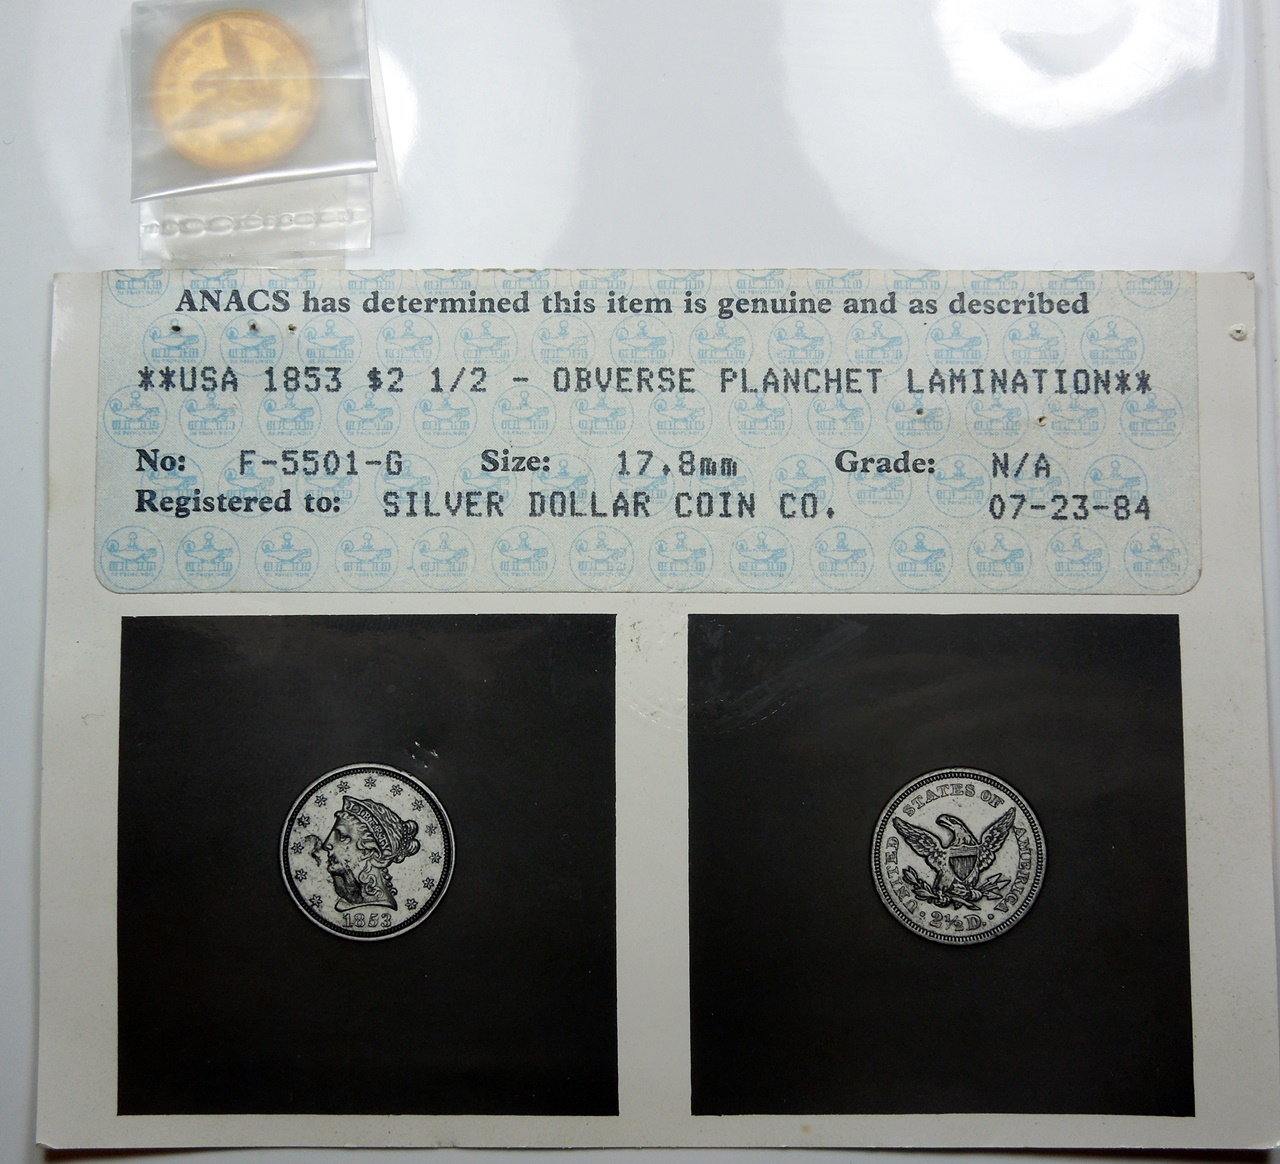 ANACS has determined this item is genuine and as described
**USA 1853 $2 1/2 - OBVERSE PLANCHET LAMINATION**
No: F-5501-G Size: 17.8mm Grade: N/A
Registered to: SILVER DOLLAR COIN CO. 07-23-84
LIBERTY
1853
UNITED STATES OF AMERICA
2½ D.